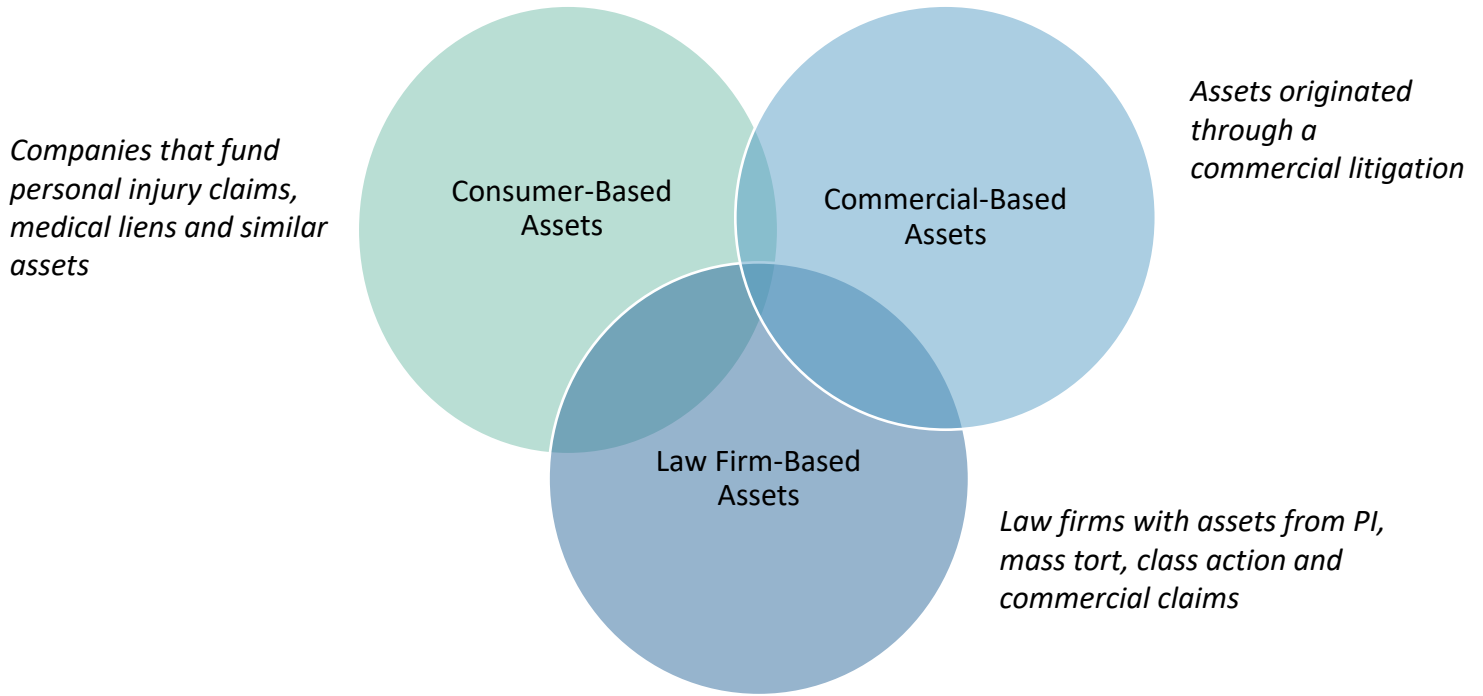 Companies that fund
personal injury claims,
medical liens and similar
assets
Consumer-Based
Assets
Commercial-Based
Assets
Assets originated
through a
commercial litigation
Law Firm-Based
Assets
Law firms with assets from PI,
mass tort, class action and
commercial claims